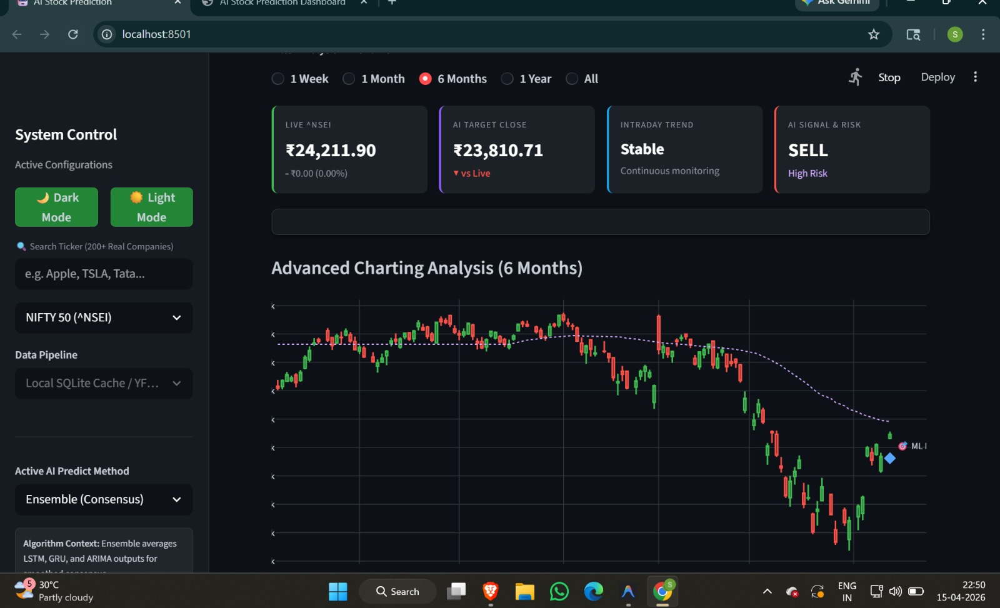 AI Stock Prediction
AI Stock Prediction Dashboard
Ask Gemini
localhost:8501
S
1 Week
1 Month
6 Months
1 Year
All
Stop
Deploy
System Control
Active Configurations
🌙 Dark
Mode
☀️ Light
Mode
🔍 Search Ticker (200+ Real Companies)
e.g. Apple, TSLA, Tata...
NIFTY 50 (^NSEI)
Data Pipeline
Local SQLite Cache / YF...
Active AI Predict Method
Ensemble (Consensus)
Algorithm Context: Ensemble averages
LSTM, GRU, and ARIMA outputs for
smoothed consensus.
LIVE ^NSEI
₹24,211.90
- ₹0.00 (0.00%)
AI TARGET CLOSE
₹23,810.71
▼ vs Live
INTRADAY TREND
Stable
Continuous monitoring
AI SIGNAL & RISK
SELL
High Risk
Advanced Charting Analysis (6 Months)
k
k
k
k
k
k
k
k
k
k
🎯 ML
5
30°C
Partly cloudy
Search
S
ENG
IN
22:50
15-04-2026